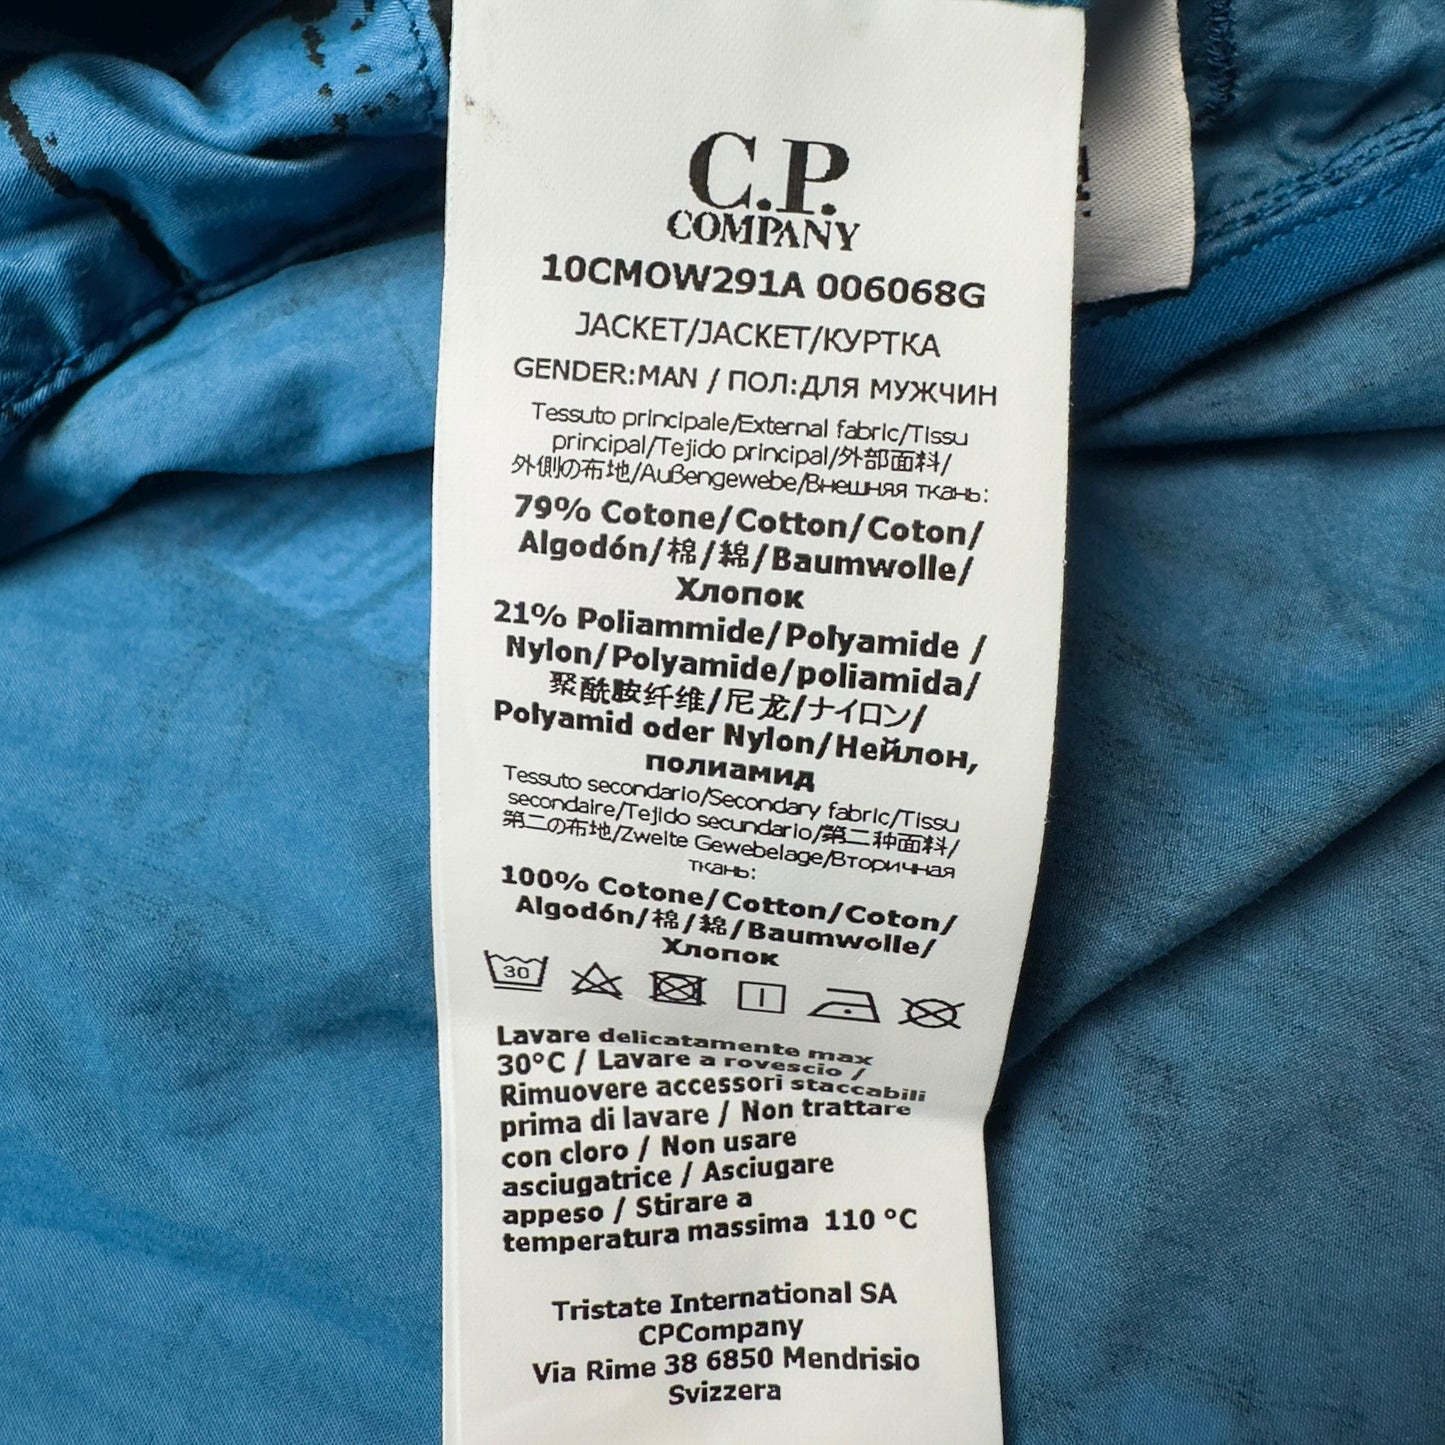 C.P.
COMPANY
10CMOW291A 006068G
JACKET/JACKET/КУРТКА
GENDER:MAN / ПОЛ:ДЛЯ МУЖЧИН
Tessuto principale/External fabric/Tissu
principal/Tejido principal/外部面料/
外側の布地/Außengewebe/Внешняя ткань:
79% Cotone/Cotton/Coton/
Algodón/棉/綿/Baumwolle/
Хлопок
21% Poliammide/Polyamide /
Nylon/Polyamide/poliamida/
聚酰胺纤维/尼龙/ナイロン/
Polyamid oder Nylon/Нейлон,
полиамид
Tessuto secondario/Secondary fabric/Tissu
secondaire/Tejido secundario/第二种面料/
第二の布地/Zweite Gewebelage/Вторичная
ткань:
100% Cotone/Cotton/Coton/
Algodón/棉/綿/Baumwolle/
Хлопок
30
Lavare delicatamente max
30°C / Lavare a rovescio /
Rimuovere accessori staccabili
prima di lavare / Non trattare
con cloro / Non usare
asciugatrice / Asciugare
appeso / Stirare a
temperatura massima 110 °C
Tristate International SA
CPCompany
Via Rime 38 6850 Mendrisio
Svizzera